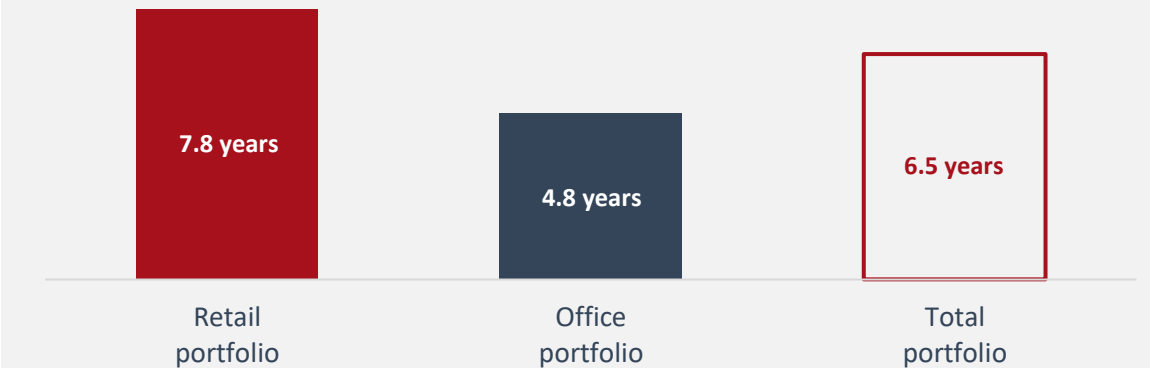 7.8 years
4.8 years
6.5 years
Retail
portfolio
Office
portfolio
Total
portfolio